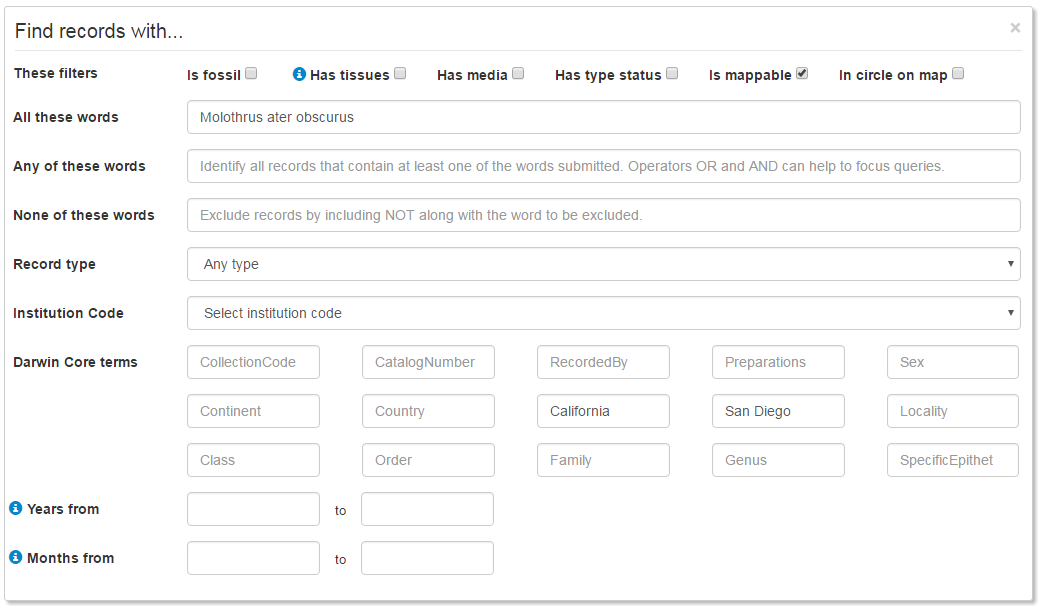 Find records with...
×
These filters Is fossil Has tissues Has media Has type status Is mappable In circle on map
All these words Molothrus ater obscurus
Any of these words Identify all records that contain at least one of the words submitted. Operators OR and AND can help to focus queries.
None of these words Exclude records by including NOT along with the word to be excluded.
Record type Any type
Institution Code Select institution code
Darwin Core terms CollectionCode CatalogNumber RecordedBy Preparations Sex
Continent Country California San Diego Locality
Class Order Family Genus SpecificEpithet
Years from to
Months from to